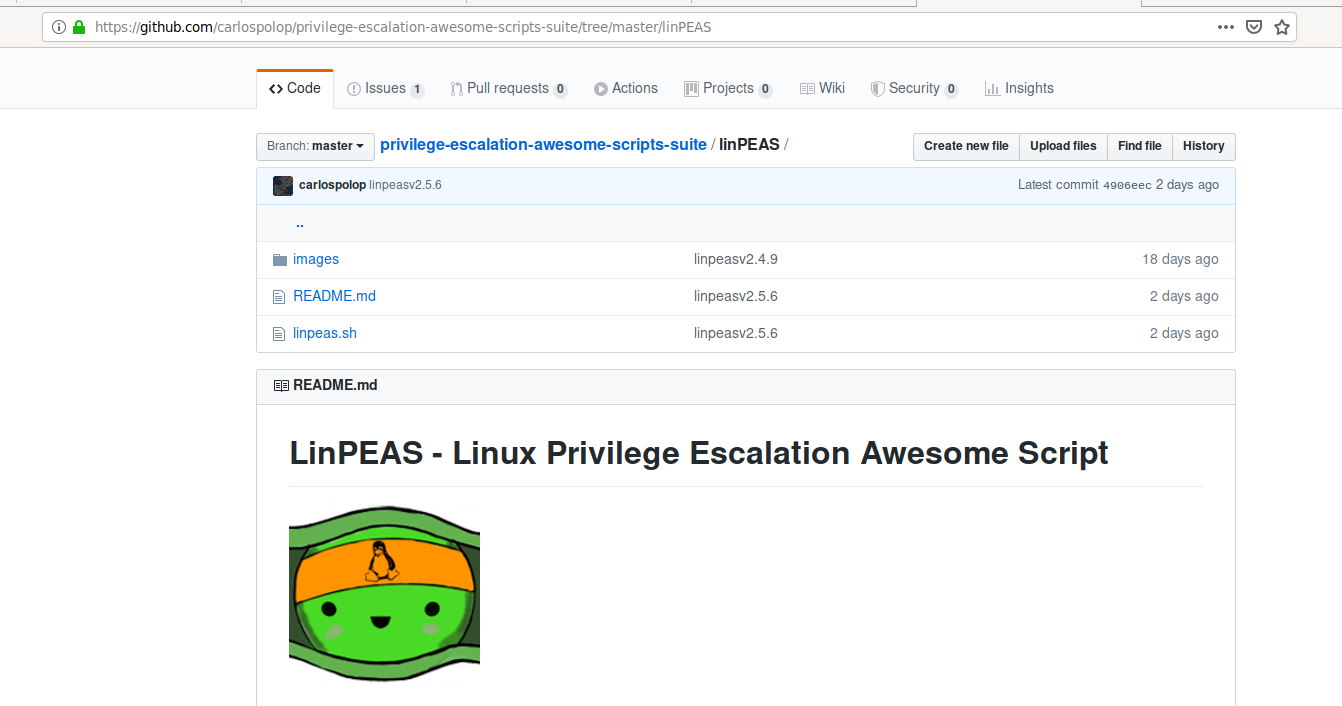 https://github.com/carlospolop/privilege-escalation-awesome-scripts-suite/tree/master/linPEAS
Code Issues 1 Pull requests 0 Actions Projects 0 Wiki Security 0 Insights
Branch: master privilege-escalation-awesome-scripts-suite / linPEAS / Create new file Upload files Find file History
carlospolop linpeasv2.5.6 Latest commit 4906eec 2 days ago
..
images linpeasv2.4.9 18 days ago
README.md linpeasv2.5.6 2 days ago
linpeas.sh linpeasv2.5.6 2 days ago
README.md
LinPEAS - Linux Privilege Escalation Awesome Script